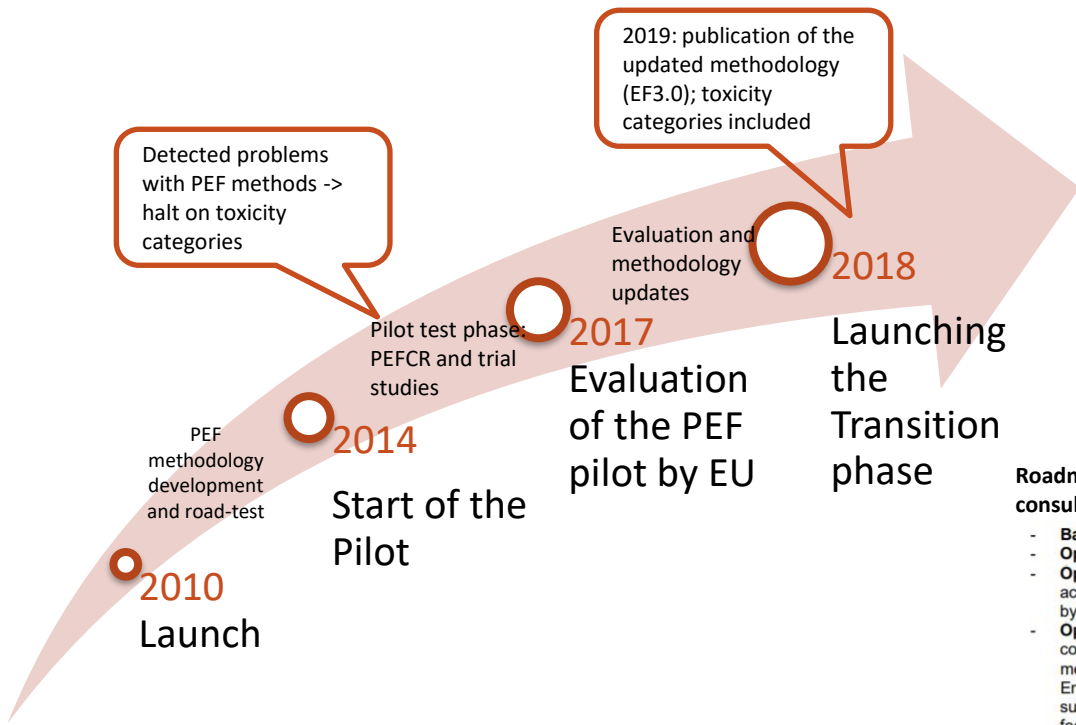 2019: publication of the
updated methodology
(EF3.0); toxicity
categories included
Detected problems
with PEF methods ->
halt on toxicity
categories
Evaluation and
methodology
updates
2018
Launching
the
Transition
phase
Pilot test phase:
PEFCR and trial
studies
2017
Evaluation
of the PEF
pilot by EU
PEF
methodology
development
and road-test
2014
Start of the
Pilot
2010
Launch
-
-
-
by
-